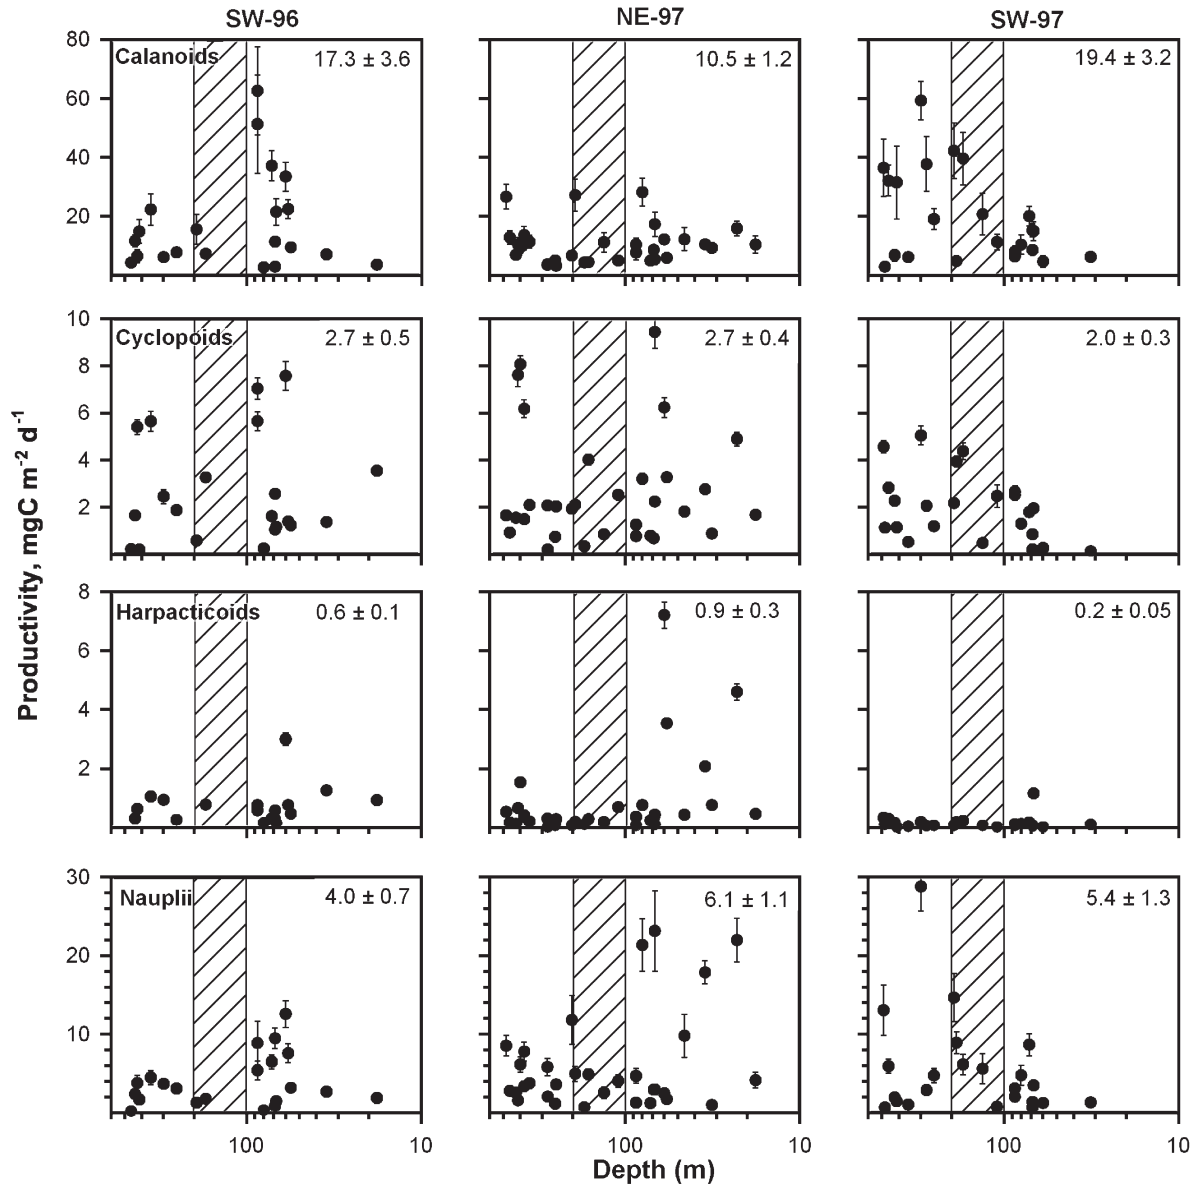 SW-96 NE-97 SW-97
80 Calanoids 17.3 ± 3.6 10.5 ± 1.2 19.4 ± 3.2
60
40
20
10 Cyclopoids 2.7 ± 0.5 2.7 ± 0.4 2.0 ± 0.3
8
6
4
2
8 Harpacticoids 0.6 ± 0.1 0.9 ± 0.3 0.2 ± 0.05
6
4
2
30 Nauplii 4.0 ± 0.7 6.1 ± 1.1 5.4 ± 1.3
20
10
100 10 100 10 100 10
Depth (m)
Productivity, mgC m⁻² d⁻¹